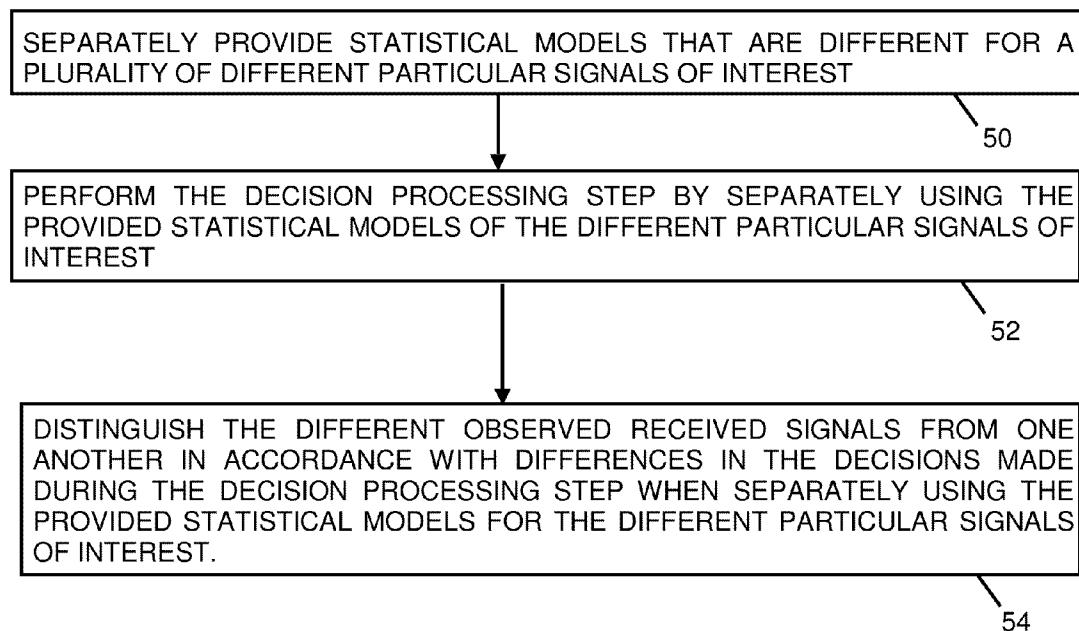 SEPARATELY PROVIDE STATISTICAL MODELS THAT ARE DIFFERENT FOR A
PLURALITY OF DIFFERENT PARTICULAR SIGNALS OF INTEREST
50
PERFORM THE DECISION PROCESSING STEP BY SEPARATELY USING THE
PROVIDED STATISTICAL MODELS OF THE DIFFERENT PARTICULAR SIGNALS OF
INTEREST
52
DISTINGUISH THE DIFFERENT OBSERVED RECEIVED SIGNALS FROM ONE
ANOTHER IN ACCORDANCE WITH DIFFERENCES IN THE DECISIONS MADE
DURING THE DECISION PROCESSING STEP WHEN SEPARATELY USING THE
PROVIDED STATISTICAL MODELS FOR THE DIFFERENT PARTICULAR SIGNALS
OF INTEREST.
54